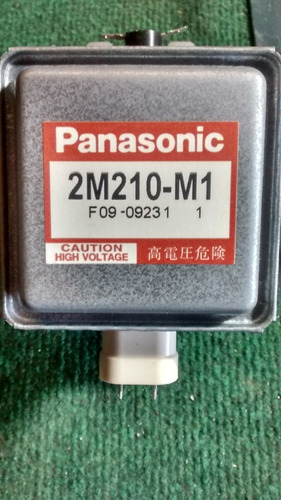 Panasonic
2M210-M1
F09-09231 1
CAUTION
HIGH VOLTAGE
高電圧危険